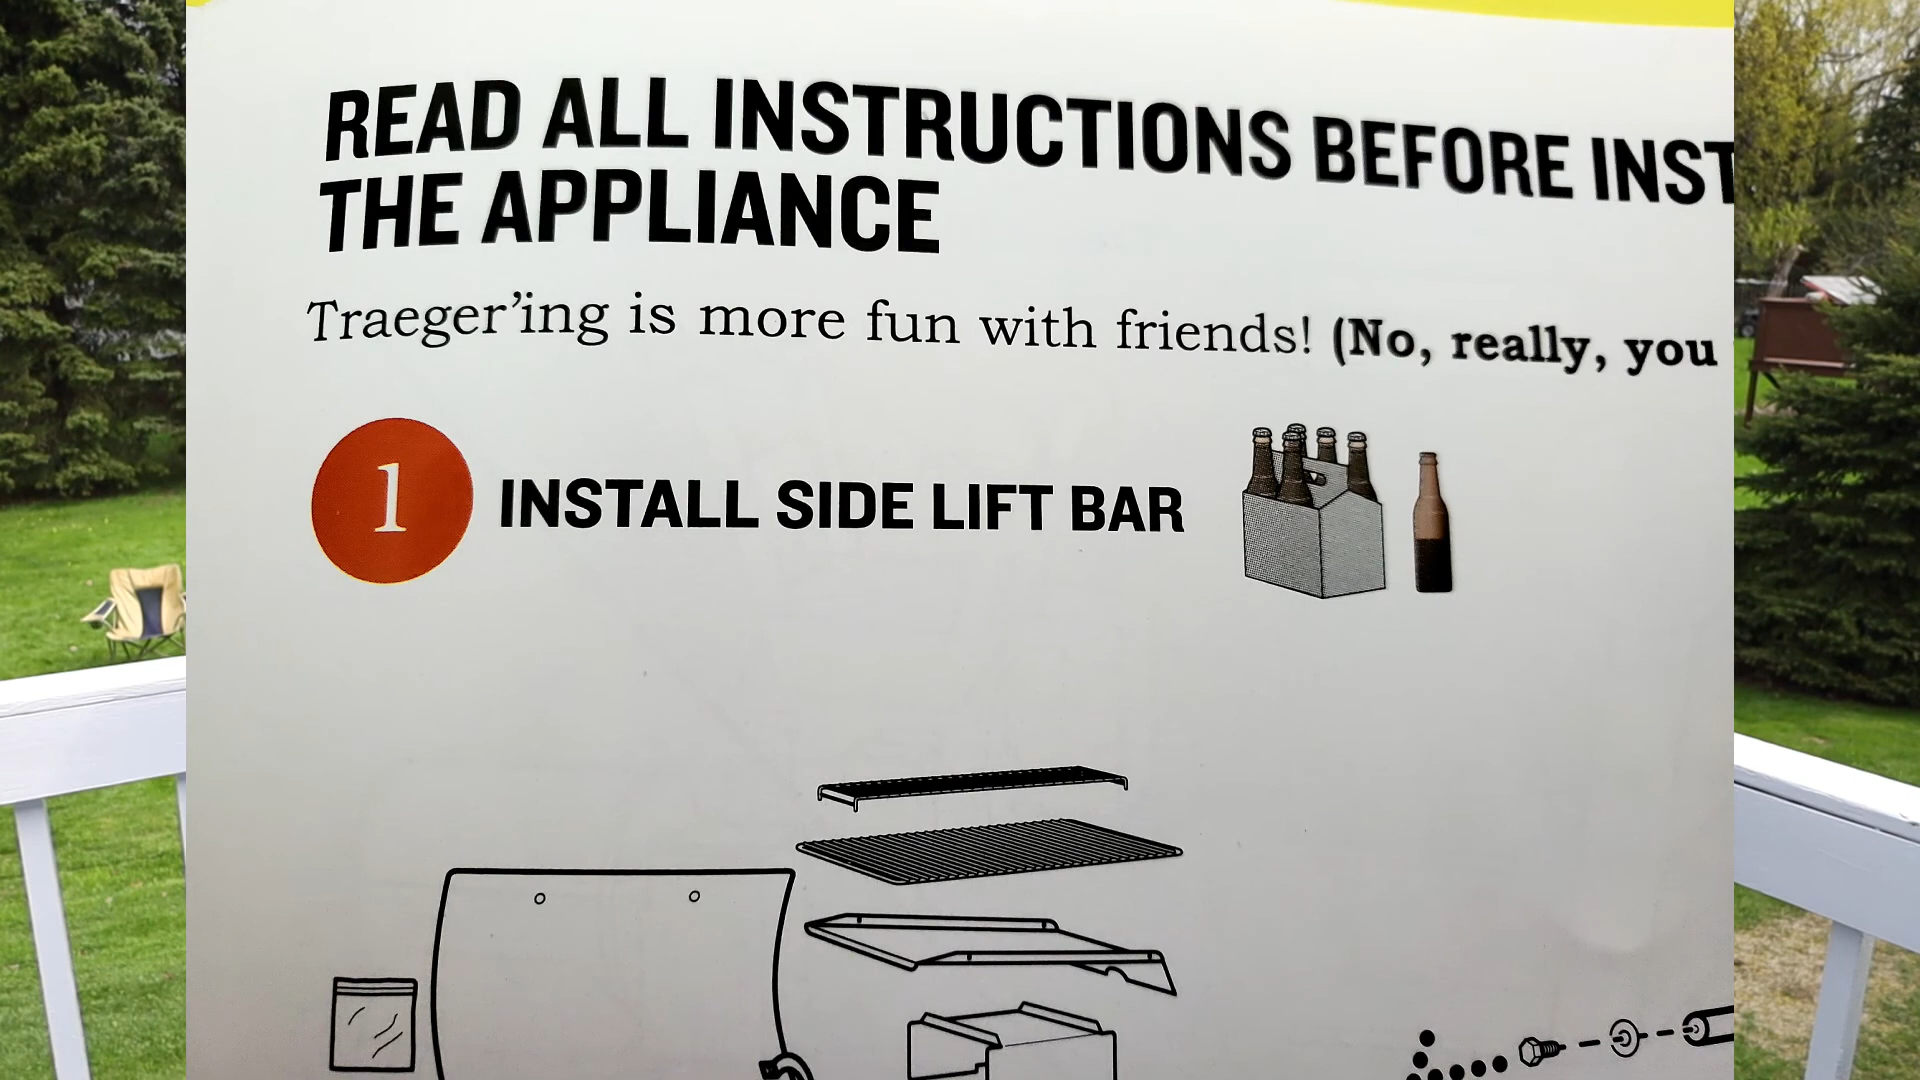 READ ALL INSTRUCTIONS BEFORE INST
THE APPLIANCE
Traeger'ing is more fun with friends! (No, really, you
1 INSTALL SIDE LIFT BAR